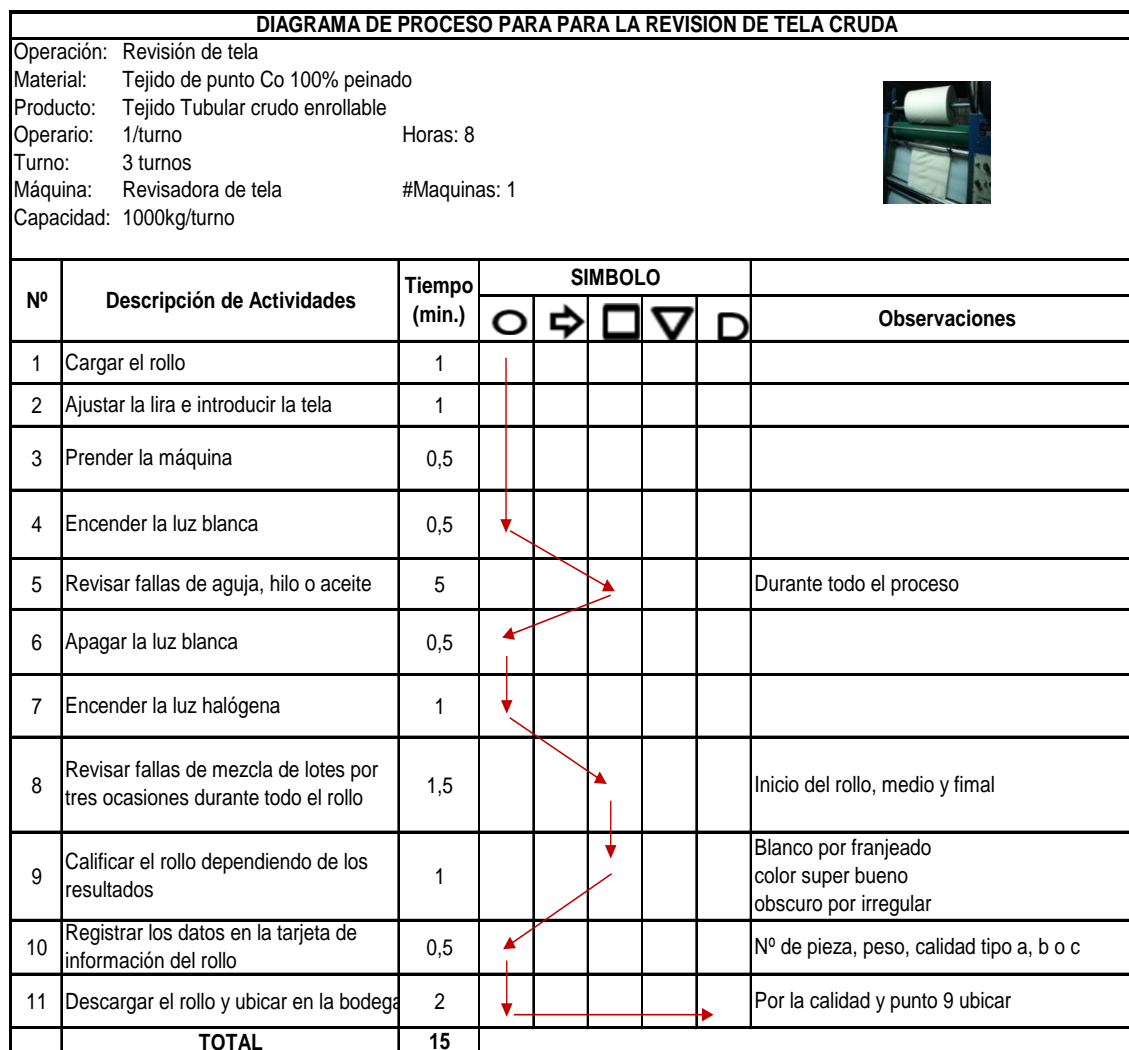 DIAGRAMA DE PROCESO PARA PARA LA REVISION DE TELA CRUDA
Operación: Revisión de tela
Material: Tejido de punto Co 100% peinado
Producto: Tejido Tubular crudo enrollable
Operario: 1/turno Horas: 8
Turno: 3 turnos
Máquina: Revisadora de tela #Maquinas: 1
Capacidad: 1000kg/turno
Nº Descripción de Actividades Tiempo (min.) SIMBOLO Observaciones
1 Cargar el rollo 1
2 Ajustar la lira e introducir la tela 1
3 Prender la máquina 0,5
4 Encender la luz blanca 0,5
5 Revisar fallas de aguja, hilo o aceite 5 Durante todo el proceso
6 Apagar la luz blanca 0,5
7 Encender la luz halógena 1
8 Revisar fallas de mezcla de lotes por
tres ocasiones durante todo el rollo 1,5 Inicio del rollo, medio y fimal
9 Calificar el rollo dependiendo de los
resultados 1 Blanco por franjeado
color super bueno
obscuro por irregular
10 Registrar los datos en la tarjeta de
información del rollo 0,5 Nº de pieza, peso, calidad tipo a, b o c
11 Descargar el rollo y ubicar en la bodega 2 Por la calidad y punto 9 ubicar
TOTAL 15